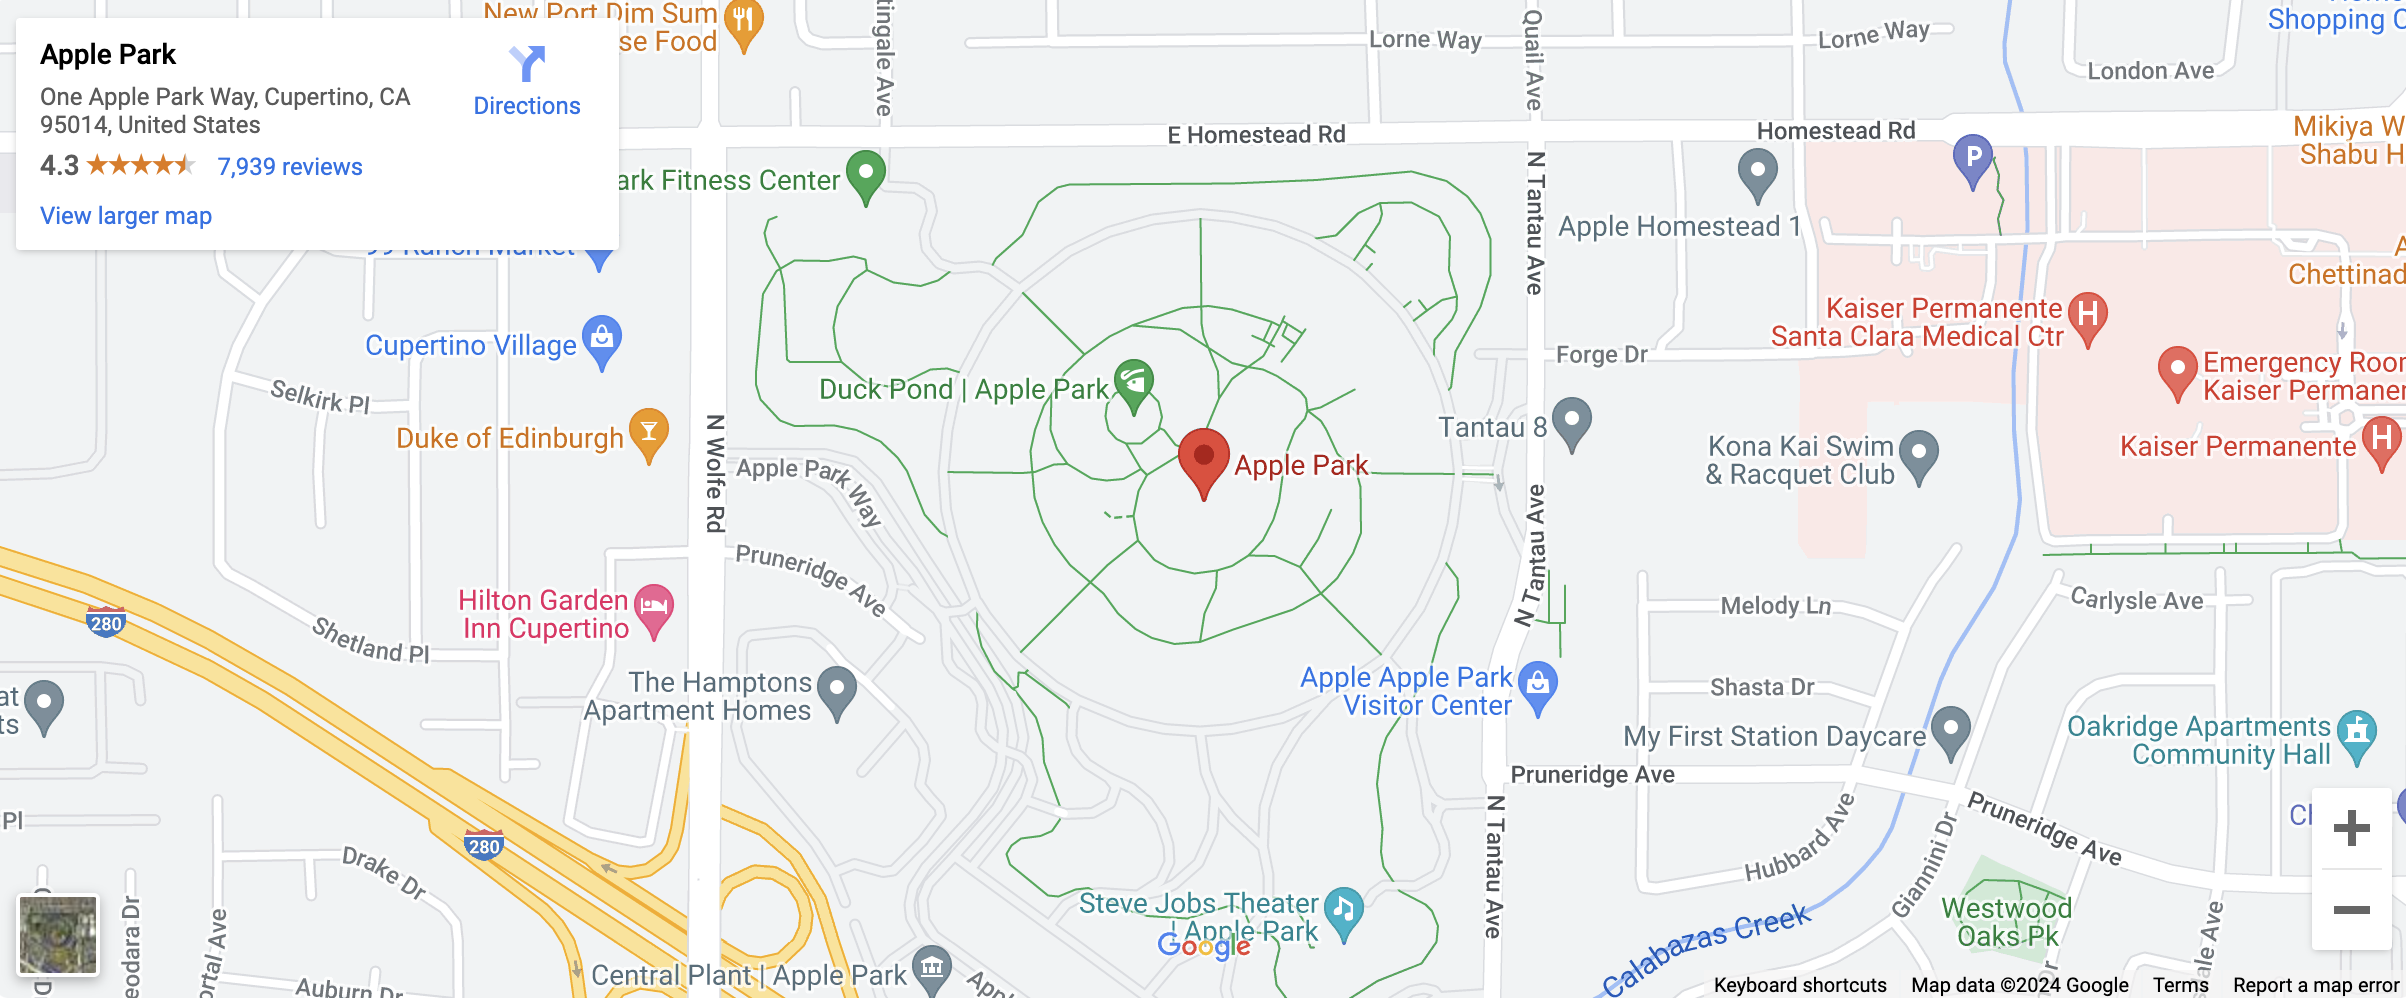 New Port Dim Sum
se Food
tingale Ave
Quail Ave
Lorne Way
Lorne Way
Shopping C
London Ave
Apple Park
One Apple Park Way, Cupertino, CA
95014, United States
4.3
7,939 reviews
View larger map
Directions
E Homestead Rd
Homestead Rd
Mikiya W
Shabu H
P
ark Fitness Center
N Tantau Ave
Apple Homestead 1
Chettinad
99 Ranch Market
Kaiser Permanente
Santa Clara Medical Ctr
H
Cupertino Village
Forge Dr
Emergency Roor
Kaiser Permaner
Selkirk Pl
Duck Pond | Apple Park
Duke of Edinburgh
N Wolfe Rd
Tantau 8
Kona Kai Swim
& Racquet Club
Kaiser Permanente
H
Apple Park Way
Apple Park
N Tantau Ave
Pruneridge Ave
280
Hilton Garden
Inn Cupertino
Melody Ln
Carlysle Ave
Shetland Pl
The Hamptons
Apartment Homes
Apple Apple Park
Visitor Center
Shasta Dr
at
ts
My First Station Daycare
Oakridge Apartments
Community Hall
Pruneridge Ave
Pl
280
N Tantau Ave
Hubbard Ave
Giannini Dr
Pruneridge Ave
Drake Dr
Steve Jobs Theater
| Apple Park
Google
Westwood
Oaks Pk
eodara Dr
ortal Ave
Auburn Dr
Central Plant | Apple Park
Calabazas Creek
Dr
ale Ave
Keyboard shortcuts
Map data ©2024 Google
Terms
Report a map error